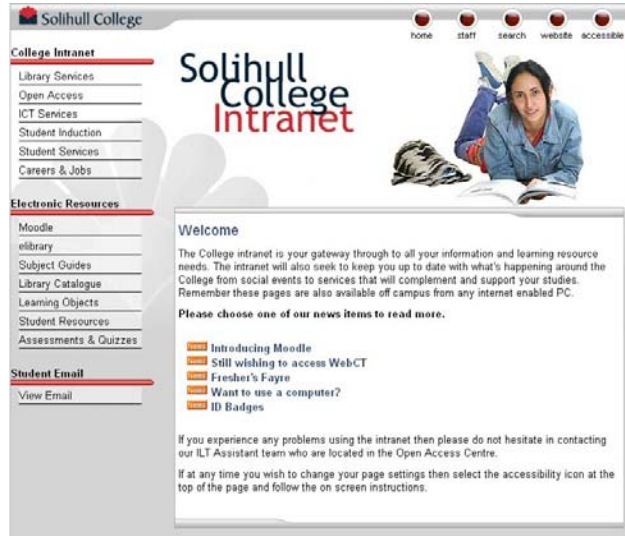 Solihull College
home staff search website accessible
College Intranet
Library Services
Open Access
ICT Services
Student Induction
Student Services
Careers & Jobs
Electronic Resources
Moodle
elibrary
Subject Guides
Library Catalogue
Learning Objects
Student Resources
Assessments & Quizzes
Student Email
View Email
Solihull
College
Intranet
Welcome
The College intranet is your gateway through to all your information and learning resource
needs. The intranet will also seek to keep you up to date with what's happening around the
College from social events to services that will complement and support your studies.
Remember these pages are also available off campus from any internet enabled PC.
Please choose one of our news items to read more.
News Introducing Moodle
News Still wishing to access WebCT
News Fresher's Fayre
News Want to use a computer?
News ID Badges
If you experience any problems using the intranet then please do not hesitate in contacting
our ILT Assistant team who are located in the Open Access Centre.
If at any time you wish to change your page settings then select the accessibility icon at the
top of the page and follow the on screen instructions.